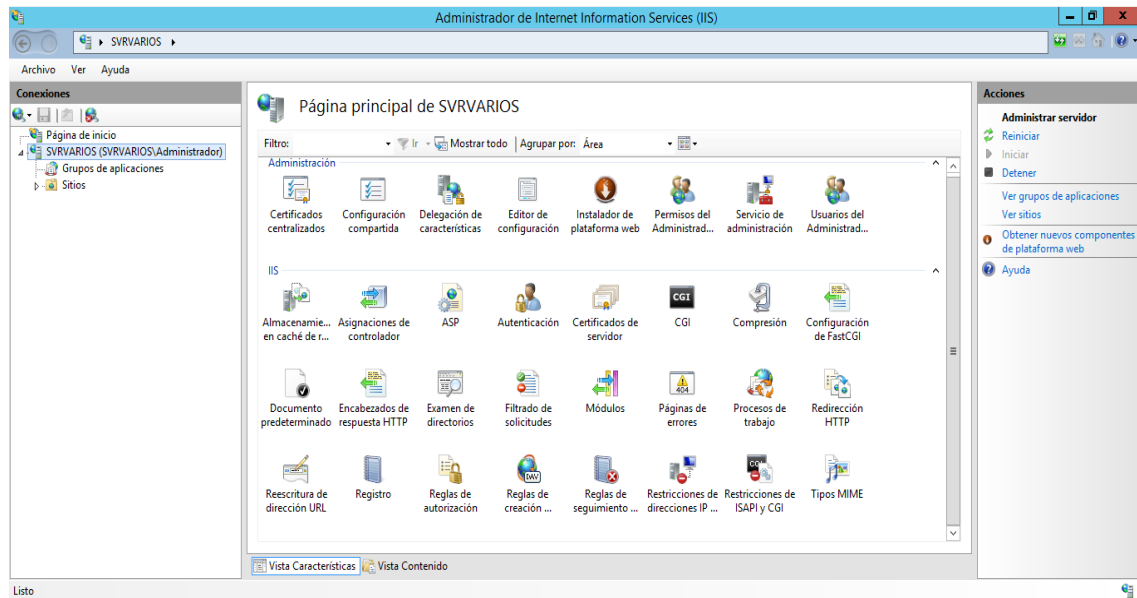 Administrador de Internet Information Services (IIS)
SVRVARIOS
Archivo Ver Ayuda
Conexiones
Página de inicio
SVRVARIOS (SVRVARIOS\Administrador)
Grupos de aplicaciones
Sitios
Página principal de SVRVARIOS
Filtro: Ir Mostrar todo Agrupar por: Área
Administración
Certificados centralizados
Configuración compartida
Delegación de características
Editor de configuración
Instalador de plataforma web
Permisos del Administrad...
Servicio de administración
Usuarios del Administrad...
IIS
Almacenamie... en caché de r...
Asignaciones de controlador
ASP
Autenticación
Certificados de servidor
CGI
CGI
Compresión
Configuración de FastCGI
Documento predeterminado
Encabezados de respuesta HTTP
Examen de directorios
Filtrado de solicitudes
Módulos
404
Páginas de errores
Procesos de trabajo
Redirección HTTP
Reescritura de dirección URL
Registro
Reglas de autorización
DAV
Reglas de creación ...
Reglas de seguimiento ...
Restricciones de direcciones IP ...
Restricciones de ISAPI y CGI
Tipos MIME
Vista Características Vista Contenido
Acciones
Administrar servidor
Reiniciar
Iniciar
Detener
Ver grupos de aplicaciones
Ver sitios
Obtener nuevos componentes
de plataforma web
Ayuda
Listo